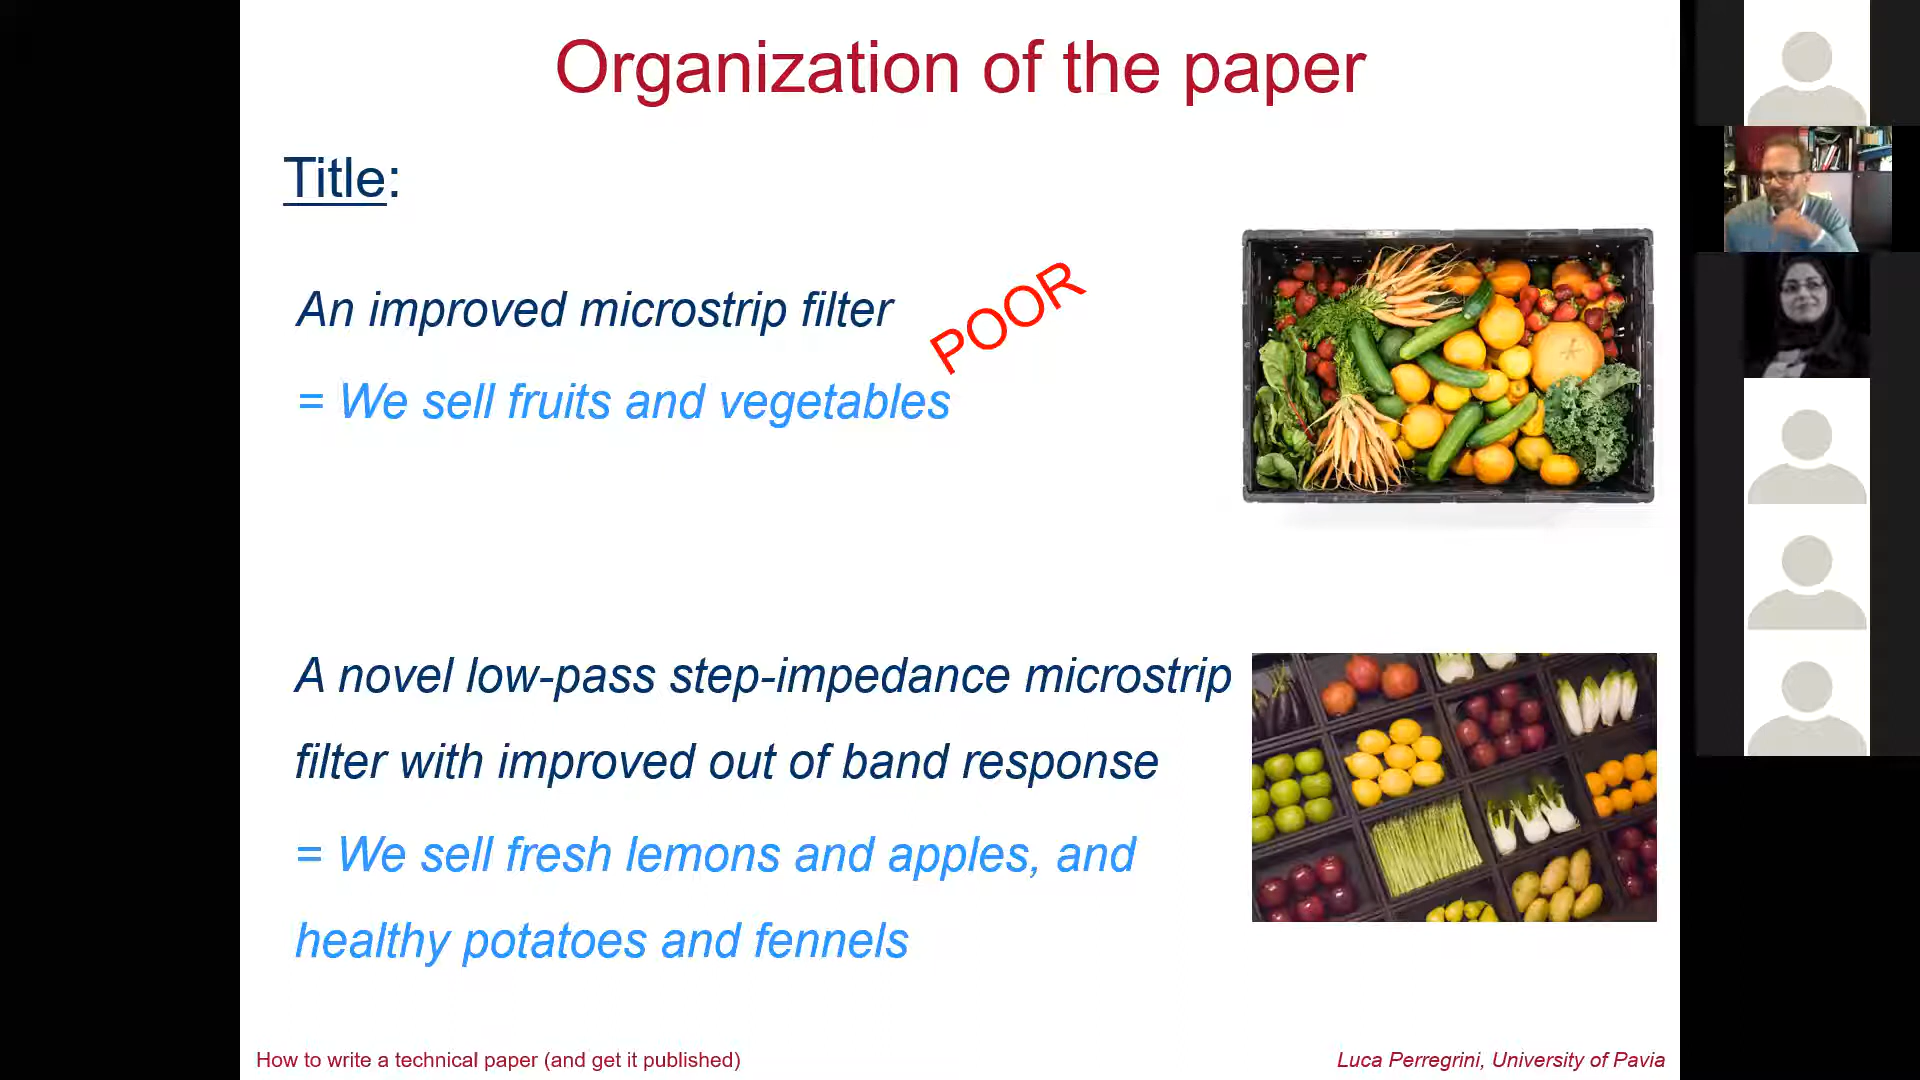 Organization of the paper
Title:
An improved microstrip filter
POOR
= We sell fruits and vegetables
A novel low-pass step-impedance microstrip
filter with improved out of band response
= We sell fresh lemons and apples, and
healthy potatoes and fennels
How to write a technical paper (and get it published)
Luca Perregrini, University of Pavia